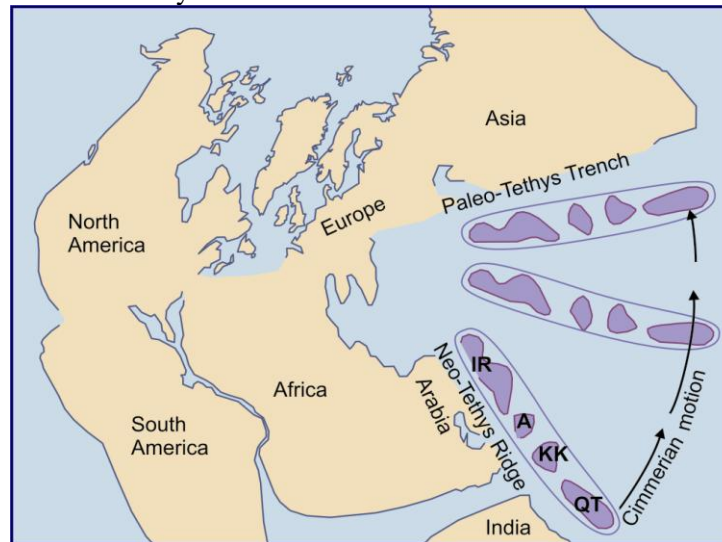 Asia
Paleo-Tethys Trench
North
America
Europe
IR
Neo-Tethys Ridge
Africa
Arabia
A
South
America
KK
Cimmerian motion
QT
India